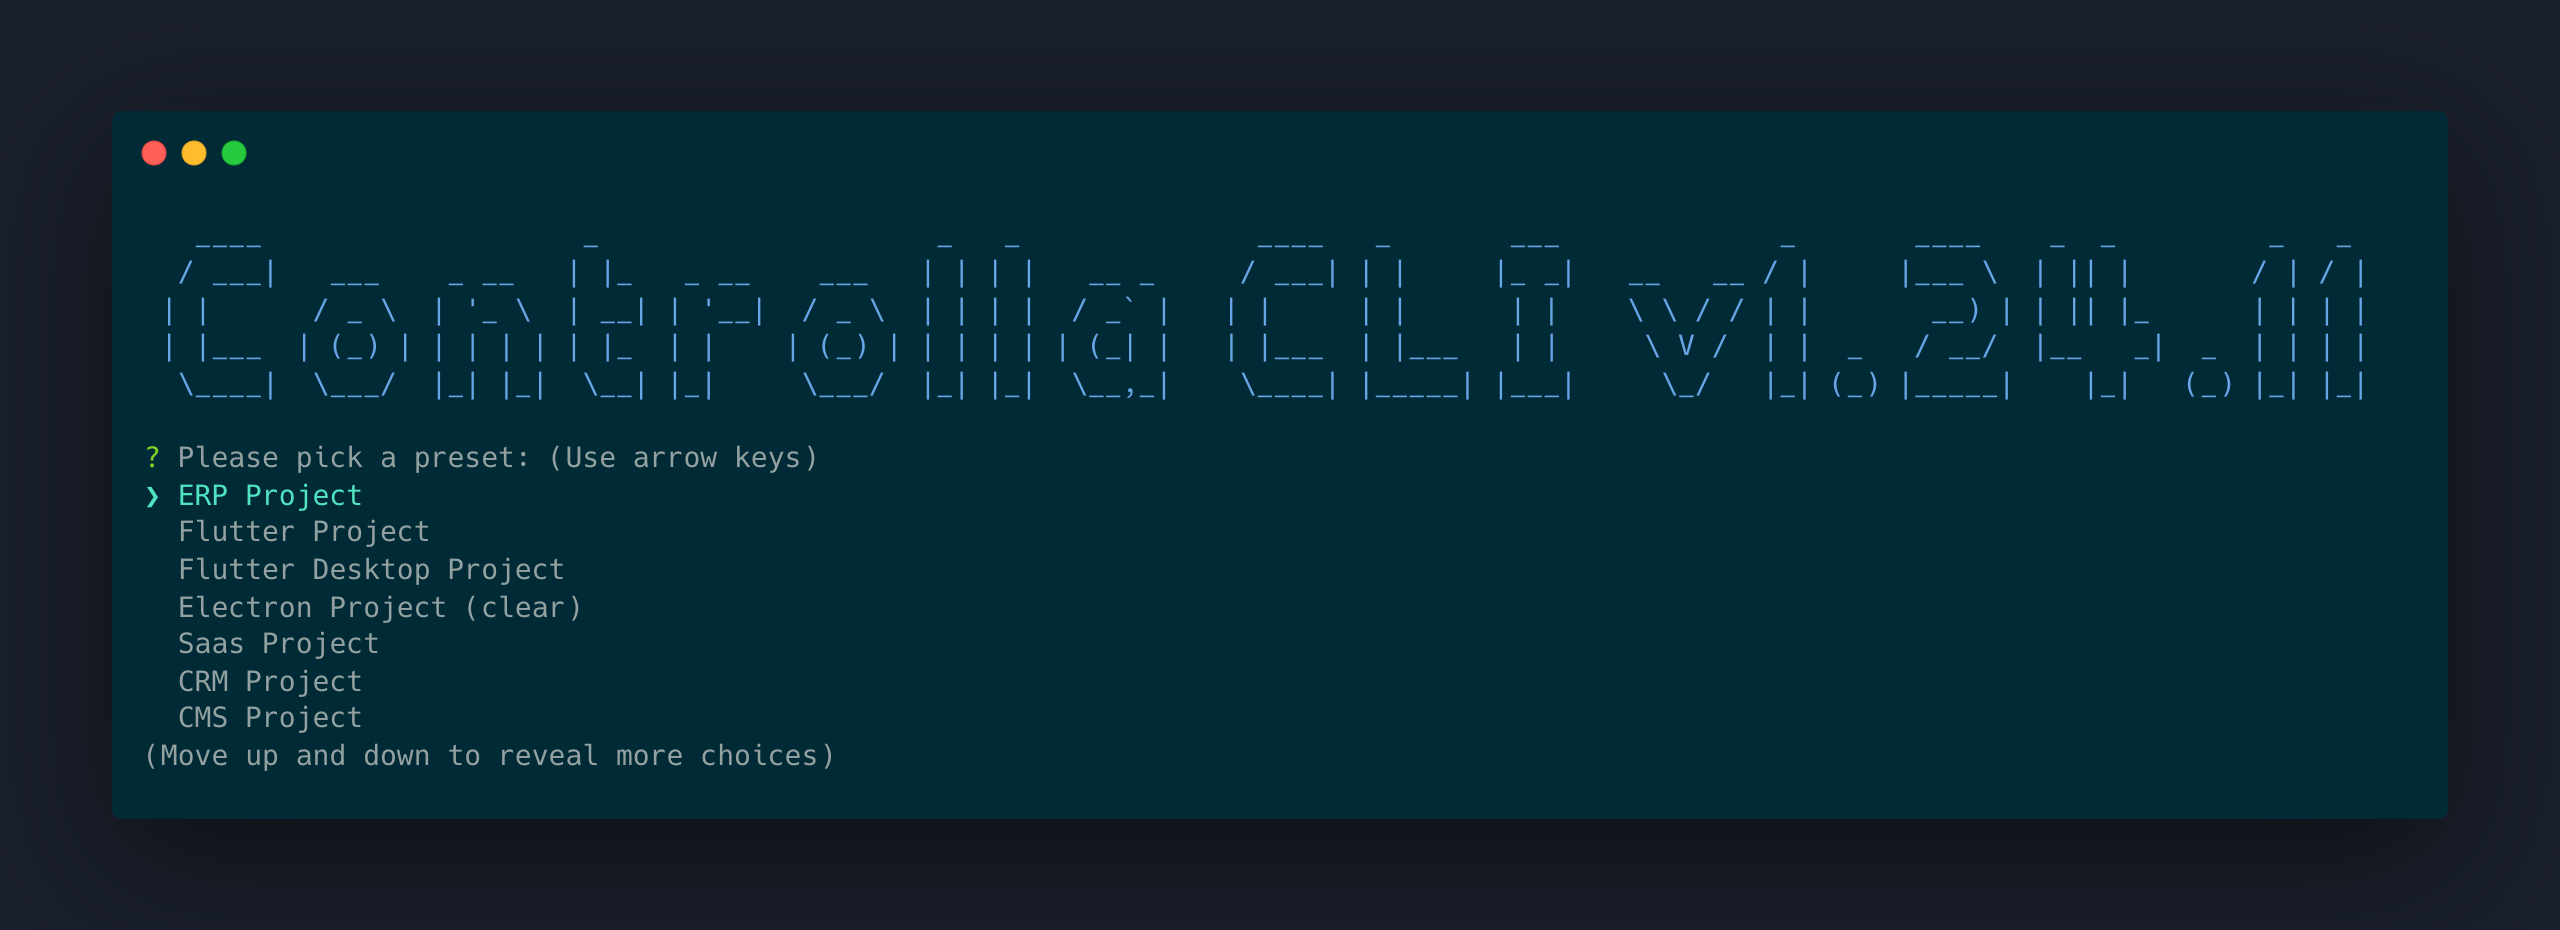 Controlla CLI v1.24.11
? Please pick a preset: (Use arrow keys)
❯ ERP Project
Flutter Project
Flutter Desktop Project
Electron Project (clear)
Saas Project
CRM Project
CMS Project
(Move up and down to reveal more choices)